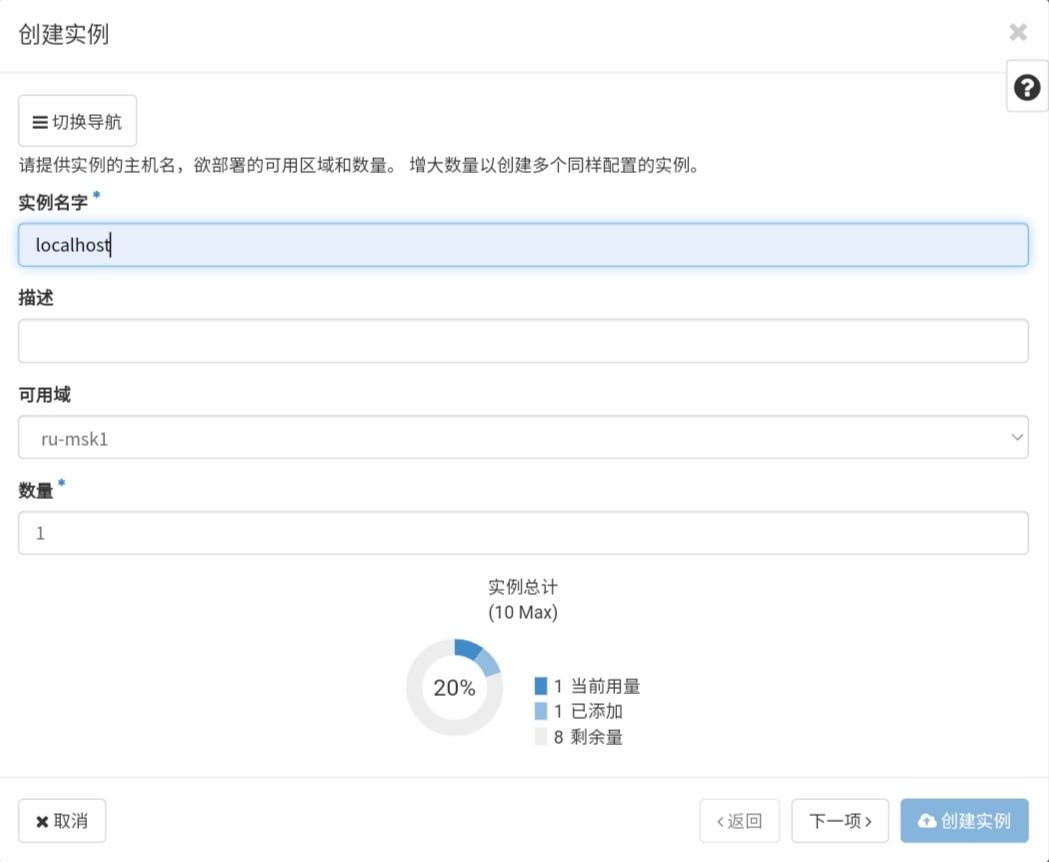 创建实例
切换导航
请提供实例的主机名，欲部署的可用区域和数量。 增大数量以创建多个同样配置的实例。
实例名字 *
localhost
描述
可用域
ru-msk1
数量 *
1
实例总计
(10 Max)
20%
1 当前用量
1 已添加
8 剩余量
取消
返回
下一项
创建实例